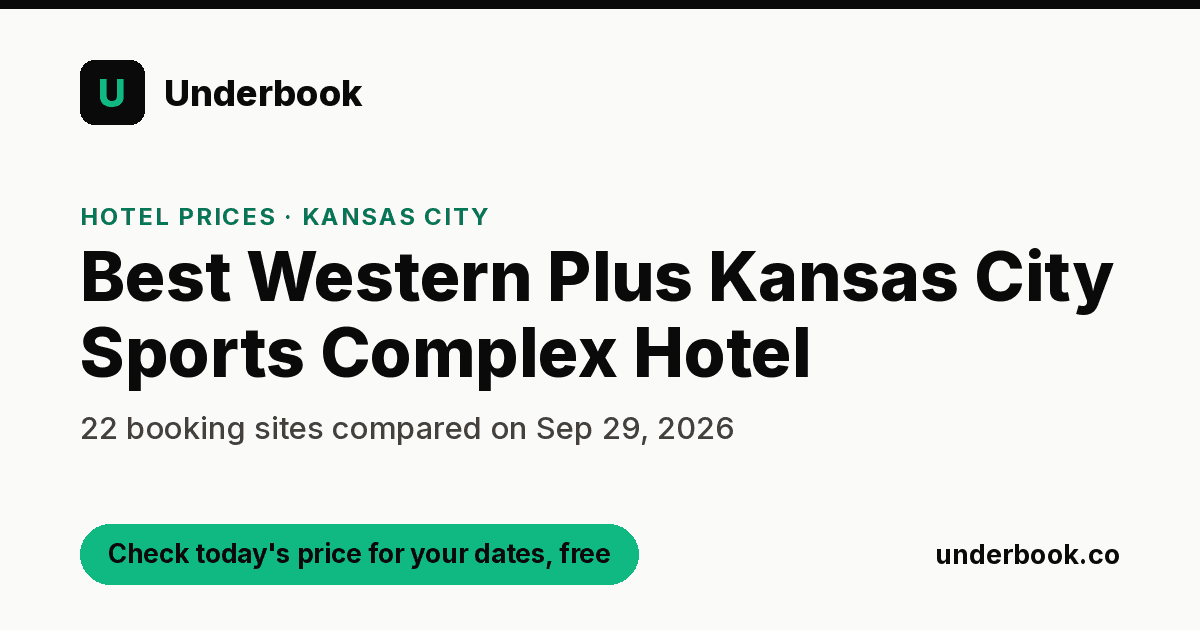 U Underbook
HOTEL PRICES · KANSAS CITY
Best Western Plus Kansas City
Sports Complex Hotel
22 booking sites compared on Sep 29, 2026
Check today's price for your dates, free
underbook.co